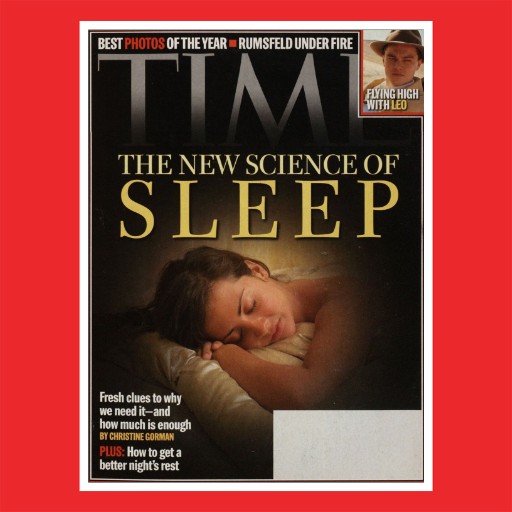 BEST PHOTOS OF THE YEAR ■ RUMSFELD UNDER FIRE
TIME
FLYING HIGH
WITH LEO
THE NEW SCIENCE OF
SLEEP
Fresh clues to why
we need it—and
how much is enough
BY CHRISTINE GORMAN
PLUS: How to get a
better night's rest